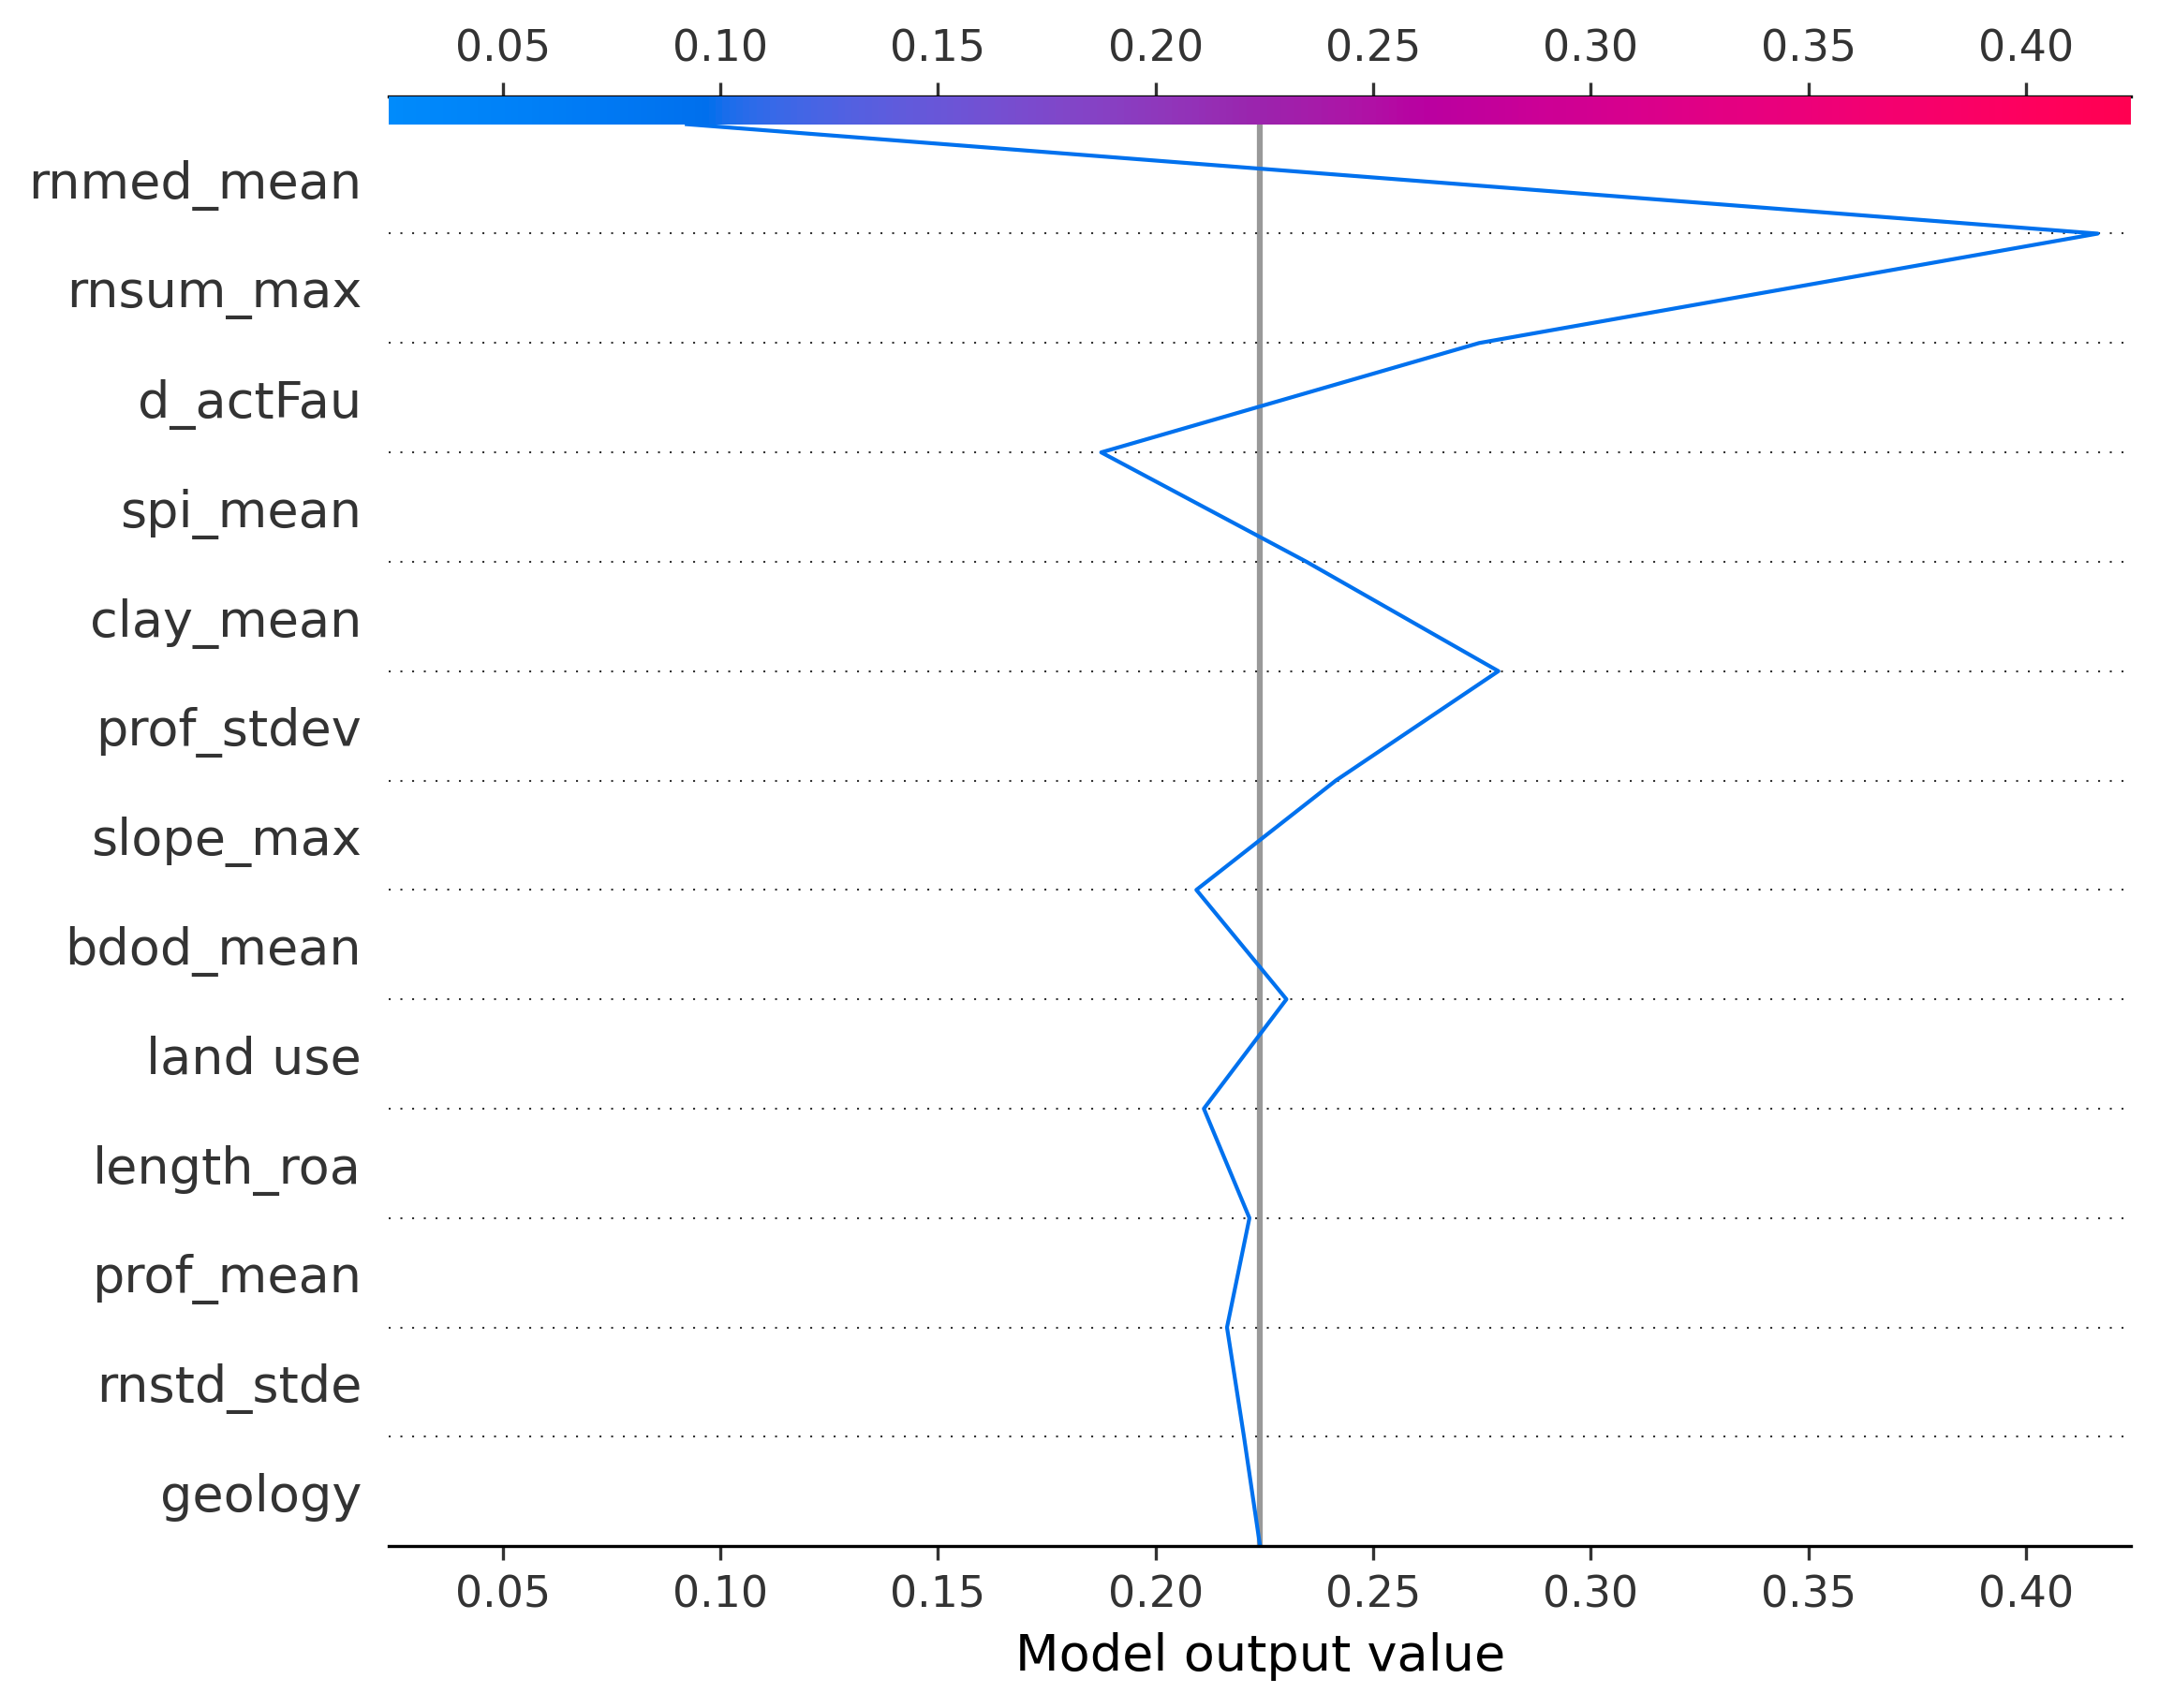 0.05 0.10 0.15 0.20 0.25 0.30 0.35 0.40
rnmed_mean
rnsum_max
d_actFau
spi_mean
clay_mean
prof_stdev
slope_max
bdod_mean
land use
length_roa
prof_mean
rnstd_stde
geology
0.05 0.10 0.15 0.20 0.25 0.30 0.35 0.40
Model output value